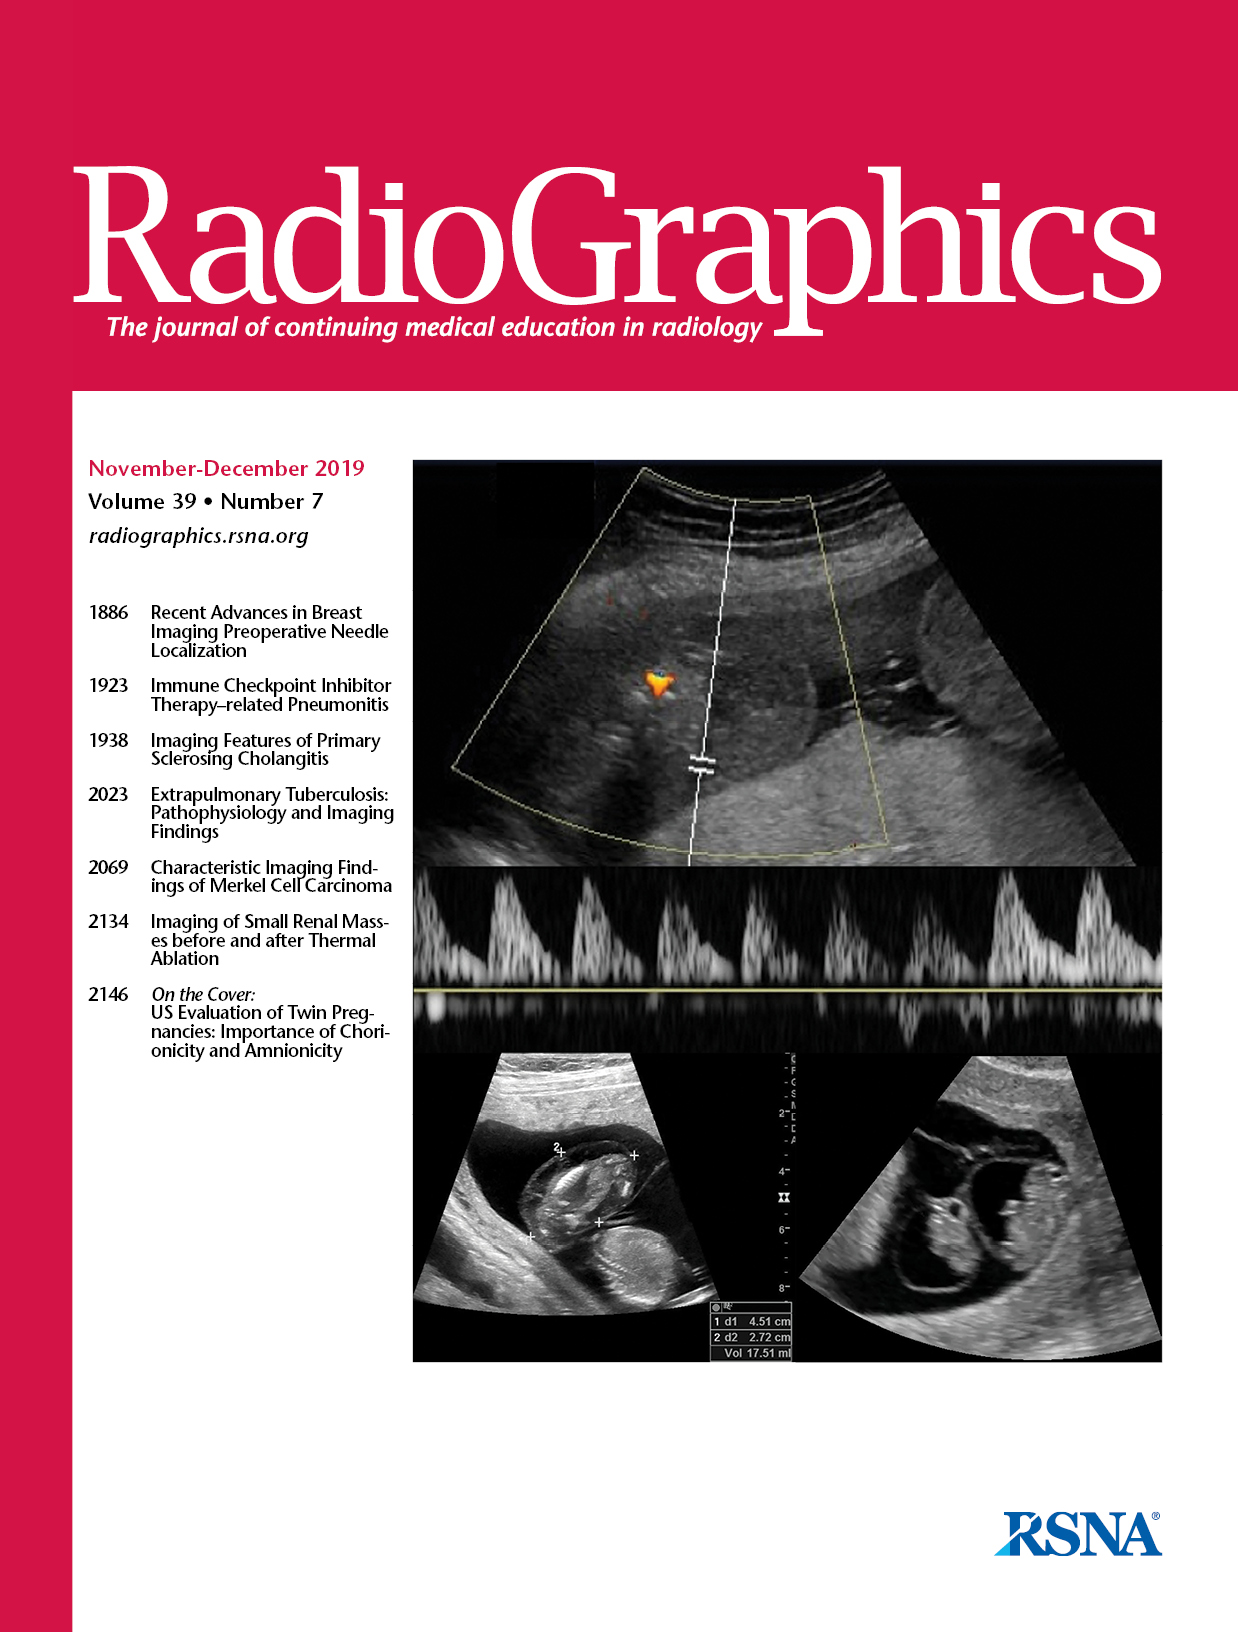 RadioGraphics
The journal of continuing medical education in radiology
November-December 2019
Volume 39 • Number 7
radiographics.rsna.org
1886 Recent Advances in Breast
Imaging Preoperative Needle
Localization
1923 Immune Checkpoint Inhibitor
Therapy–related Pneumonitis
1938 Imaging Features of Primary
Sclerosing Cholangitis
2023 Extrapulmonary Tuberculosis:
Pathophysiology and Imaging
Findings
2069 Characteristic Imaging Find-
ings of Merkel Cell Carcinoma
2134 Imaging of Small Renal Mass-
es before and after Thermal
Ablation
2146 On the Cover:
US Evaluation of Twin Preg-
nancies: Importance of Chori-
onicity and Amnionicity
2
2
4
6
8
1 d1 4.51 cm
2 d2 2.72 cm
Vol 17.51 ml
RSNA®